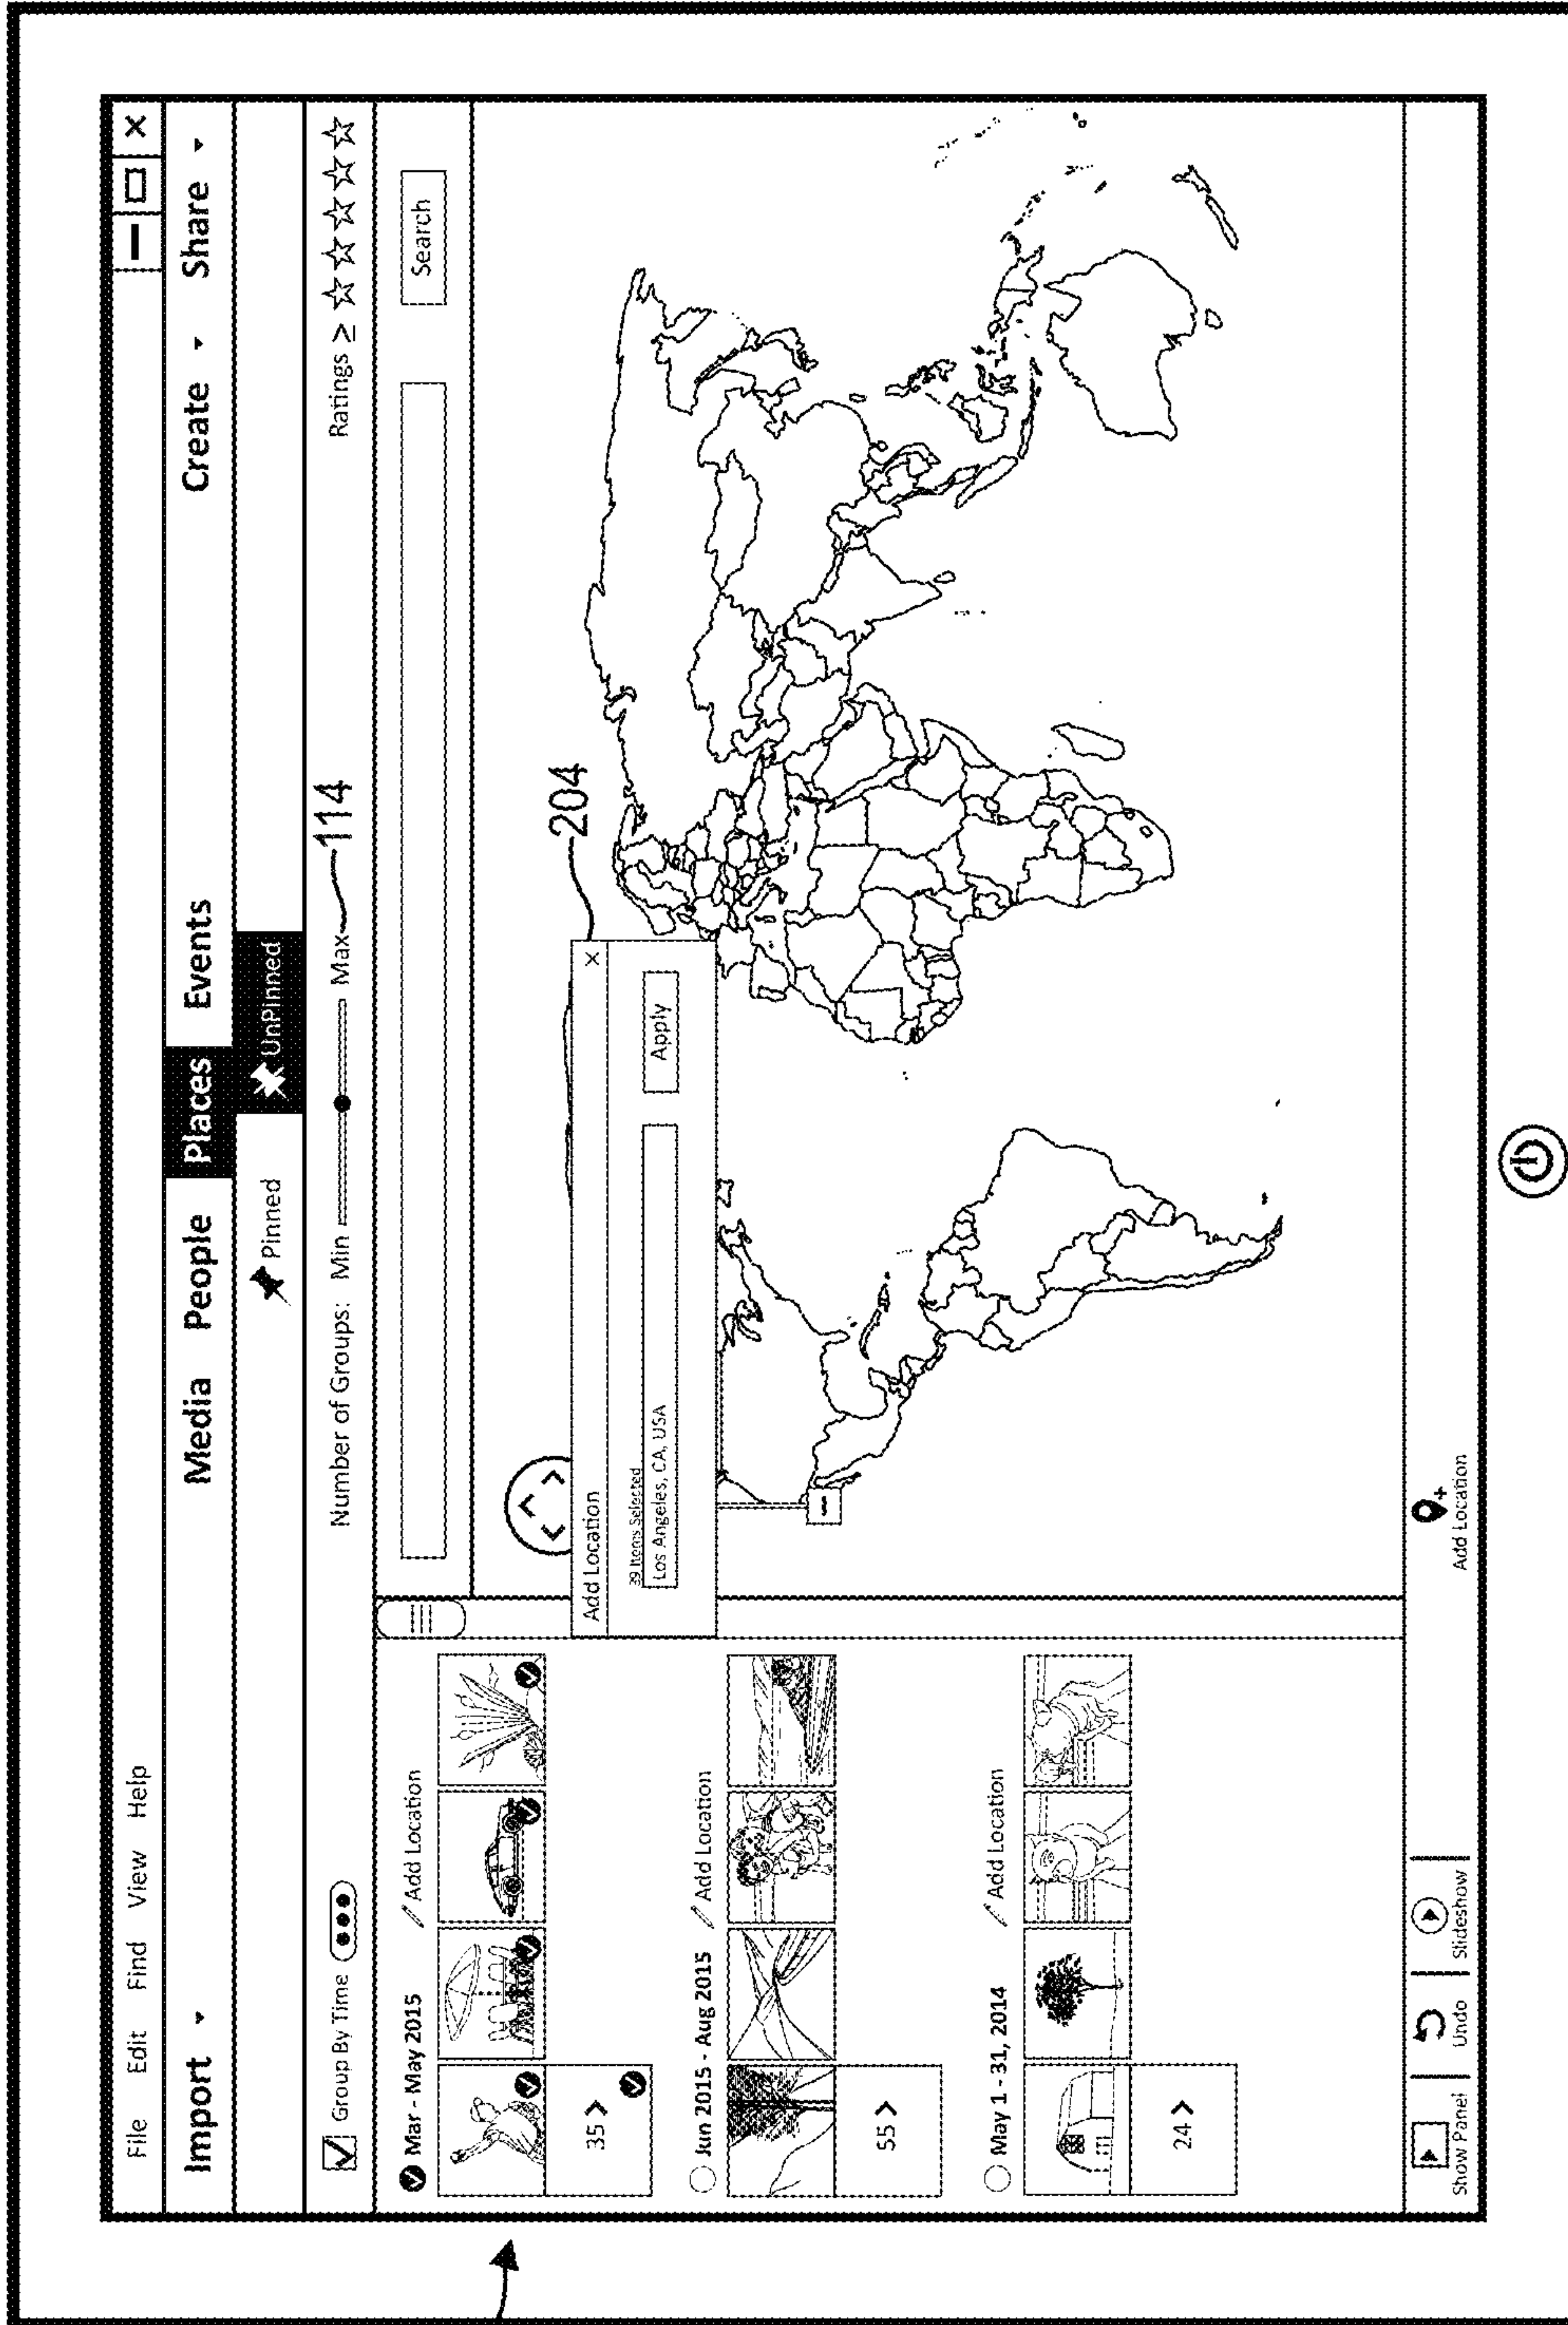 File Edit Find View Help
Import Media People Places Events Create Share
Pinned UnPinned
Group By Time Number of Groups: Min Max 114 Ratings ≥
Search
Mar - May 2015 Add Location
35 >
Jun 2015 - Aug 2015 Add Location
55 >
May 1 - 31, 2014 Add Location
24 >
204
Add Location ×
39 Items Selected
Los Angeles, CA, USA Apply
Show Panel Undo Slideshow Add Location